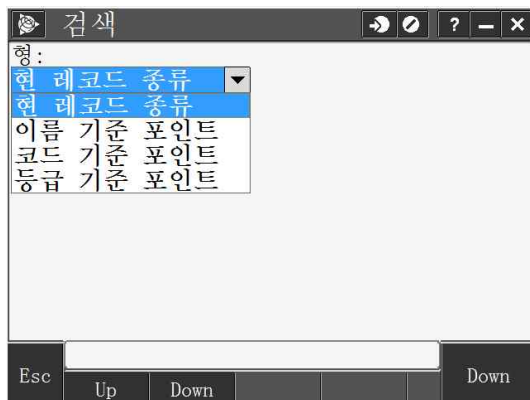 검색
? – ×
형:
현 레코드 종류
현 레코드 종류
이름 기준 포인트
코드 기준 포인트
등급 기준 포인트
Esc
Up
Down
Down